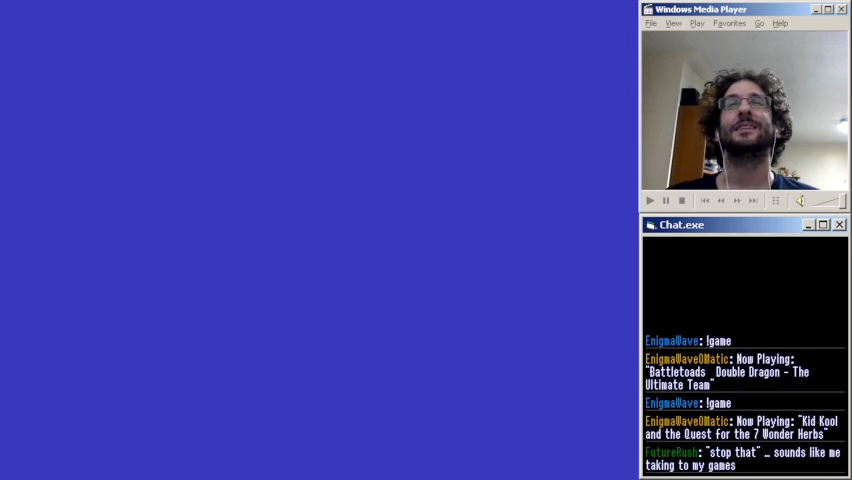 Windows Media Player
File View Play Favorites Go Help
Chat.exe
EnigmaWave: !game
EnigmaWaveOMatic: Now Playing:
"Battletoads Double Dragon - The
Ultimate Team"
EnigmaWave: !game
EnigmaWaveOMatic: Now Playing: "Kid Kool
and the Quest for the 7 Wonder Herbs"
FutureRush: "stop that" … sounds like me
taking to my games